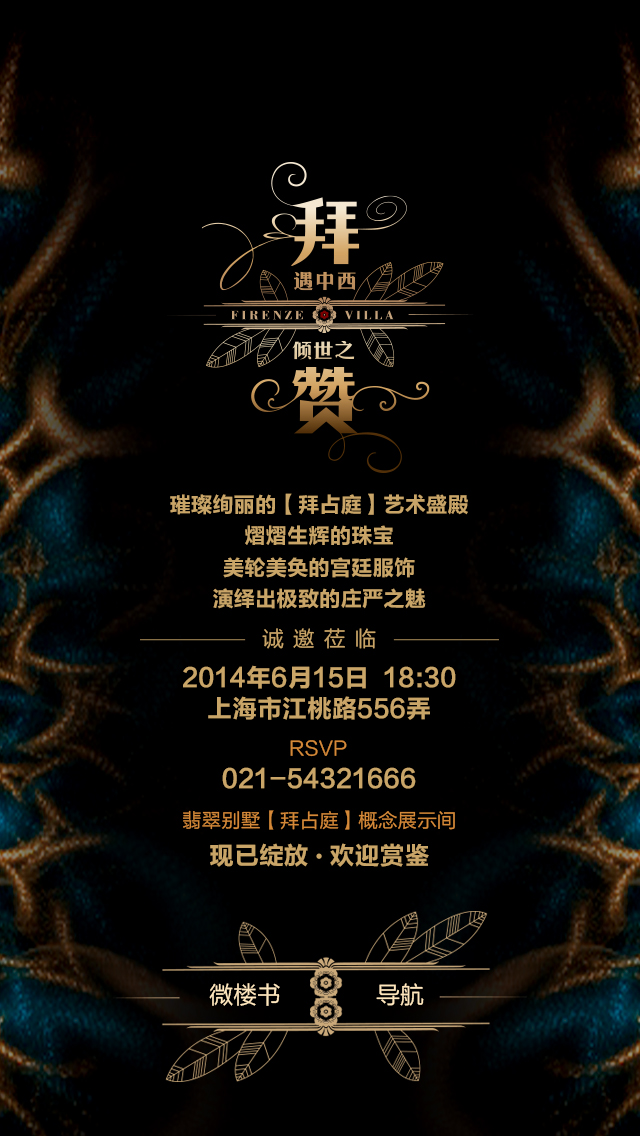 拜
遇中西
FIRENZE VILLA
倾世之
赞
璀璨绚丽的【拜占庭】艺术盛殿
熠熠生辉的珠宝
美轮美奂的宫廷服饰
演绎出极致的庄严之魅
诚邀莅临
2014年6月15日 18:30
上海市江桃路556弄
RSVP
021-54321666
翡翠别墅【拜占庭】概念展示间
现已绽放·欢迎赏鉴
微楼书 导航